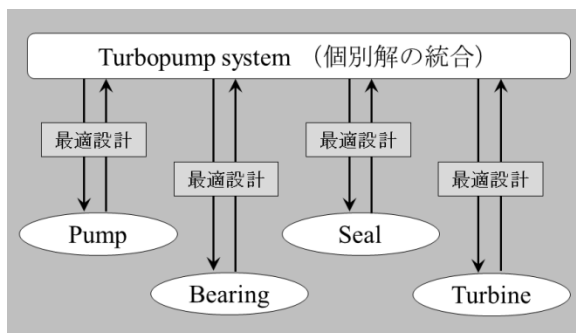 Turbopump system （個別解の統合）
最適設計
最適設計
最適設計
最適設計
Pump
Seal
Bearing
Turbine